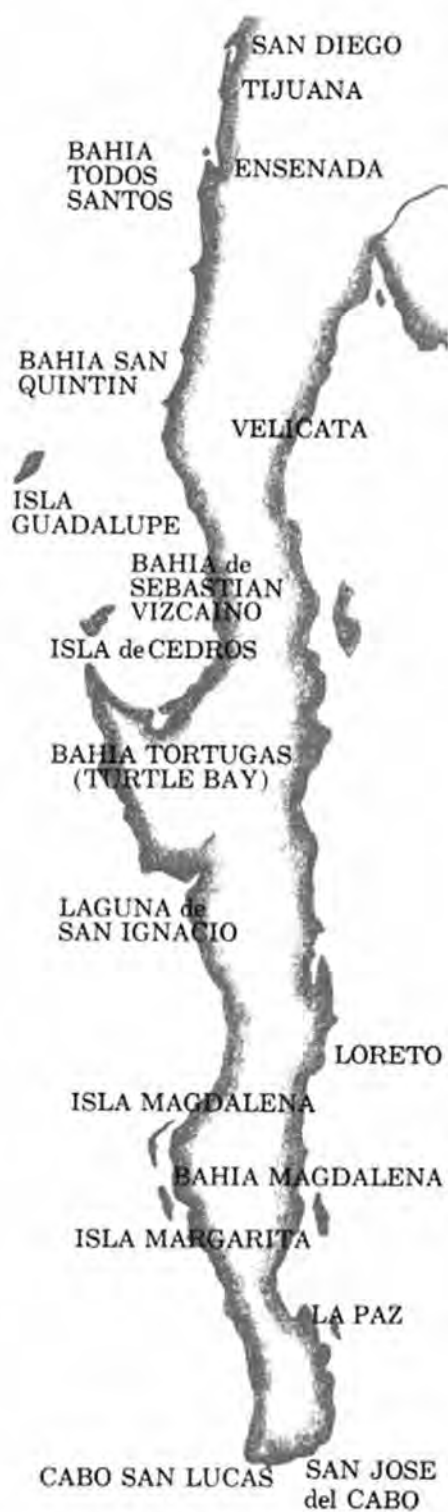 SAN DIEGO
TIJUANA
BAHIA
TODOS
SANTOS
ENSENADA
BAHIA SAN
QUINTIN
VELICATA
ISLA
GUADALUPE
BAHIA de
SEBASTIAN
VIZCAINO
ISLA de CEDROS
BAHIA TORTUGAS
(TURTLE BAY)
LAGUNA de
SAN IGNACIO
LORETO
ISLA MAGDALENA
BAHIA MAGDALENA
ISLA MARGARITA
LA PAZ
CABO SAN LUCAS
SAN JOSE
del CABO